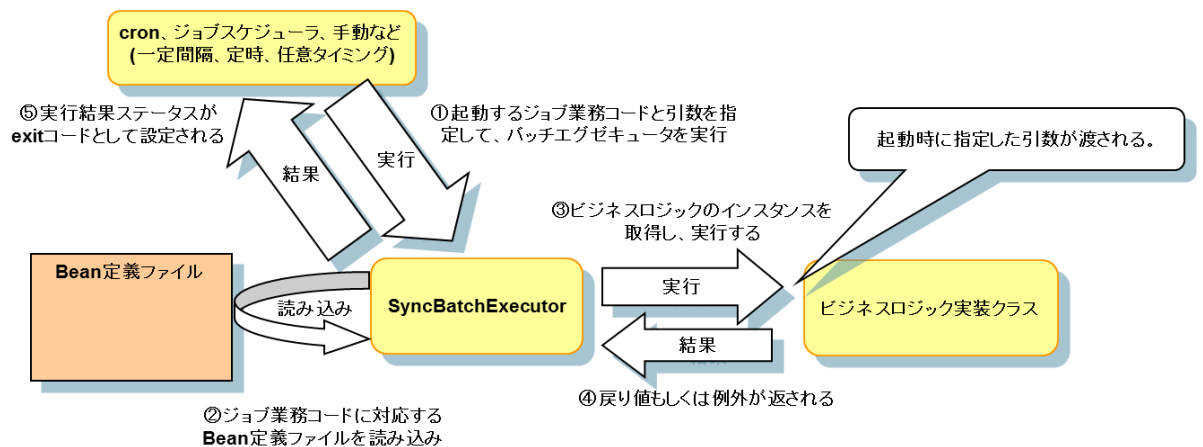 cron、ジョブスケジューラ、手動など
(一定間隔、定時、任意タイミング)
⑤実行結果ステータスが
exitコードとして設定される
①起動するジョブ業務コードと引数を指
定して、バッチエグゼキュータを実行
起動時に指定した引数が渡される。
実行
結果
③ビジネスロジックのインスタンスを
取得し、実行する
Bean定義ファイル
読み込み
SyncBatchExecutor
実行
ビジネスロジック実装クラス
結果
④戻り値もしくは例外が返される
②ジョブ業務コードに対応する
Bean定義ファイルを読み込み